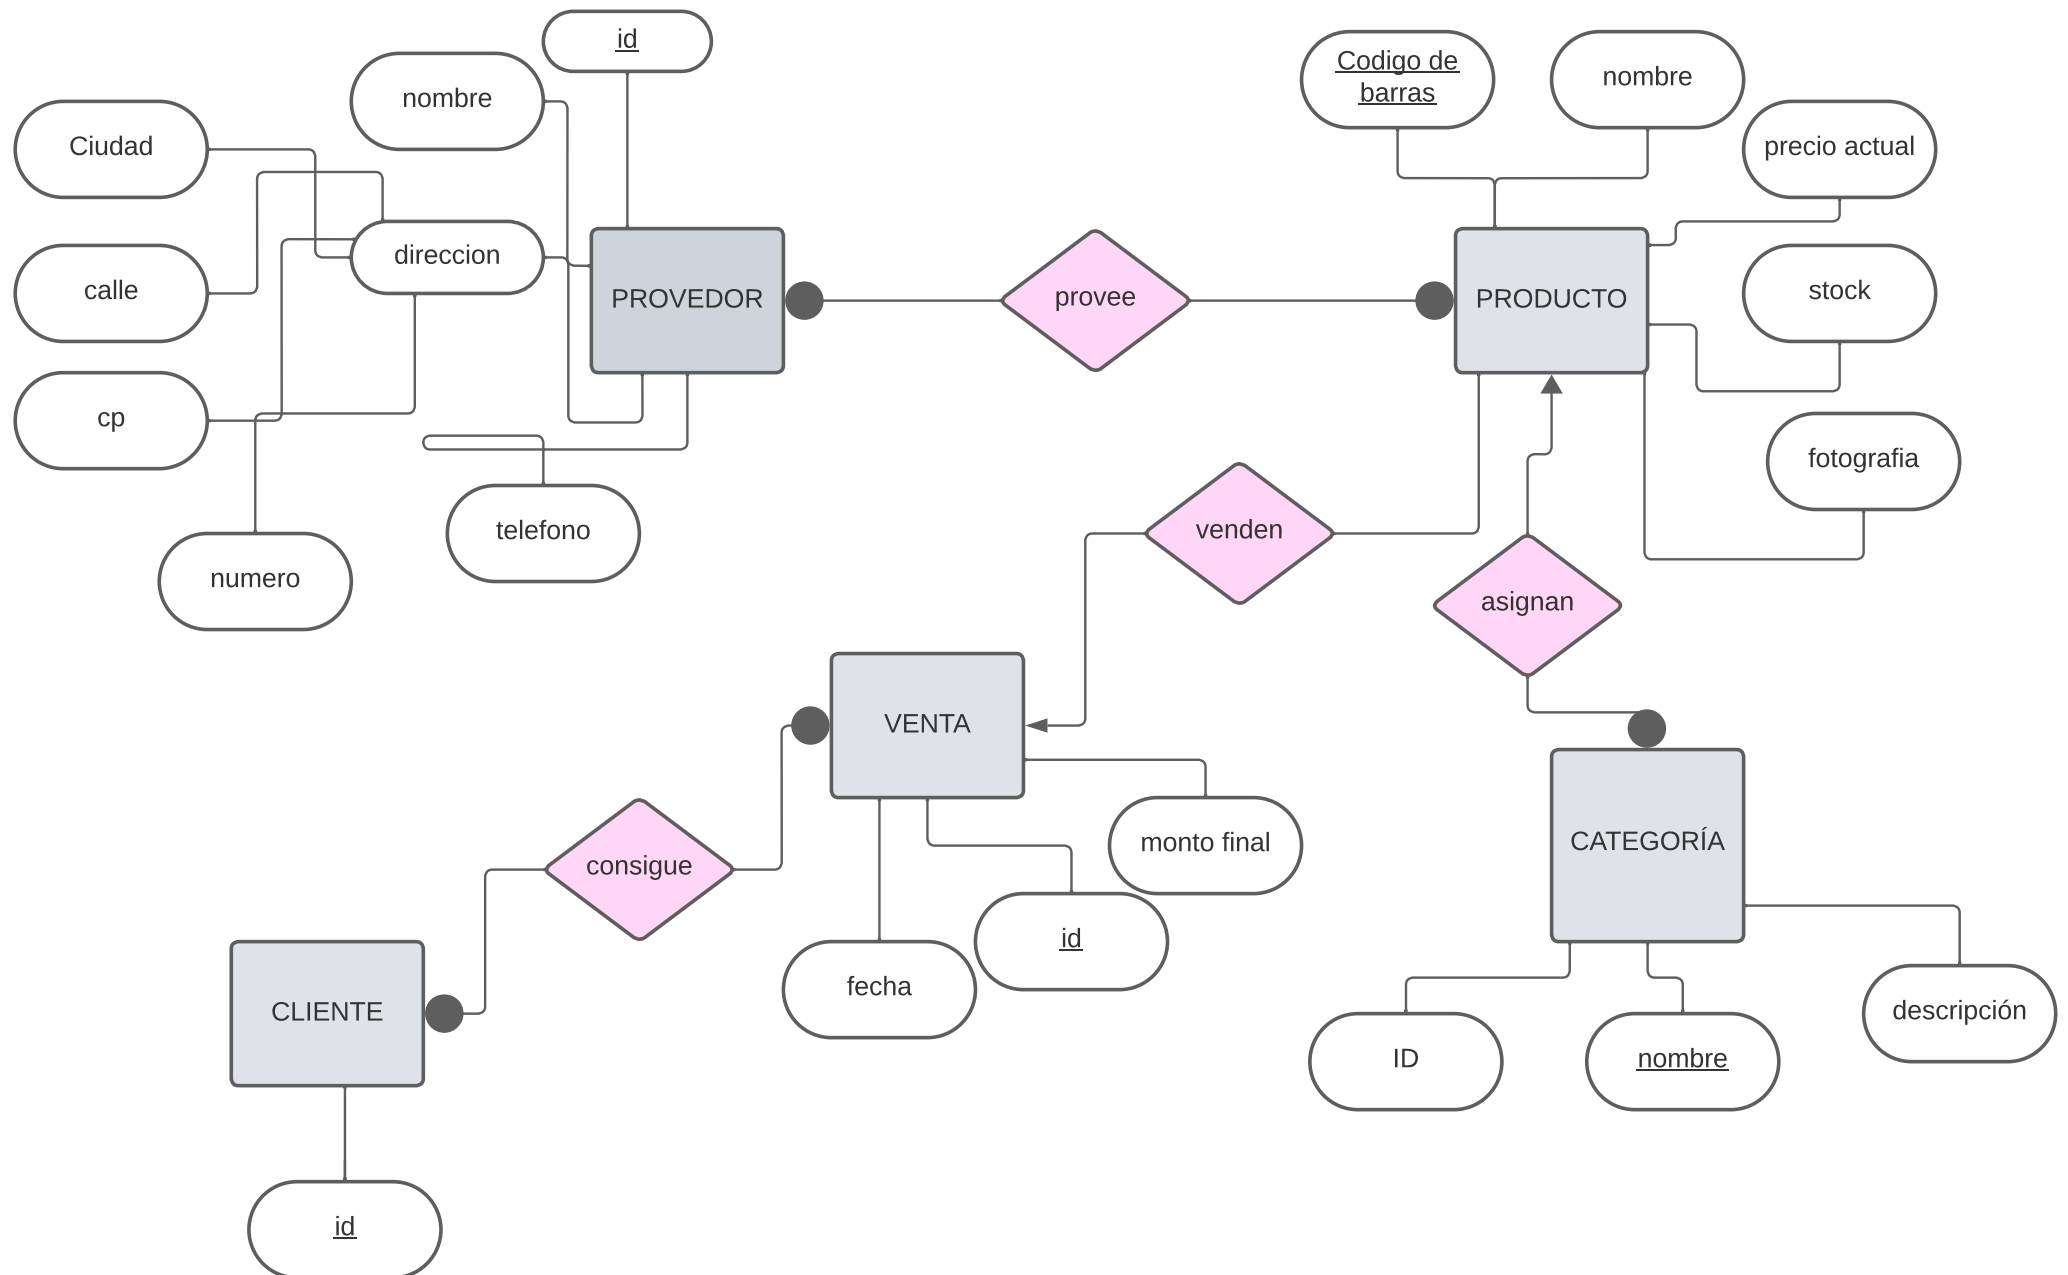 id
nombre
Ciudad
direccion
calle
cp
numero
telefono
PROVEDOR
provee
Codigo de
barras
nombre
precio actual
PRODUCTO
stock
fotografia
venden
asignan
VENTA
monto final
id
fecha
consigue
CLIENTE
id
CATEGORÍA
ID
nombre
descripción